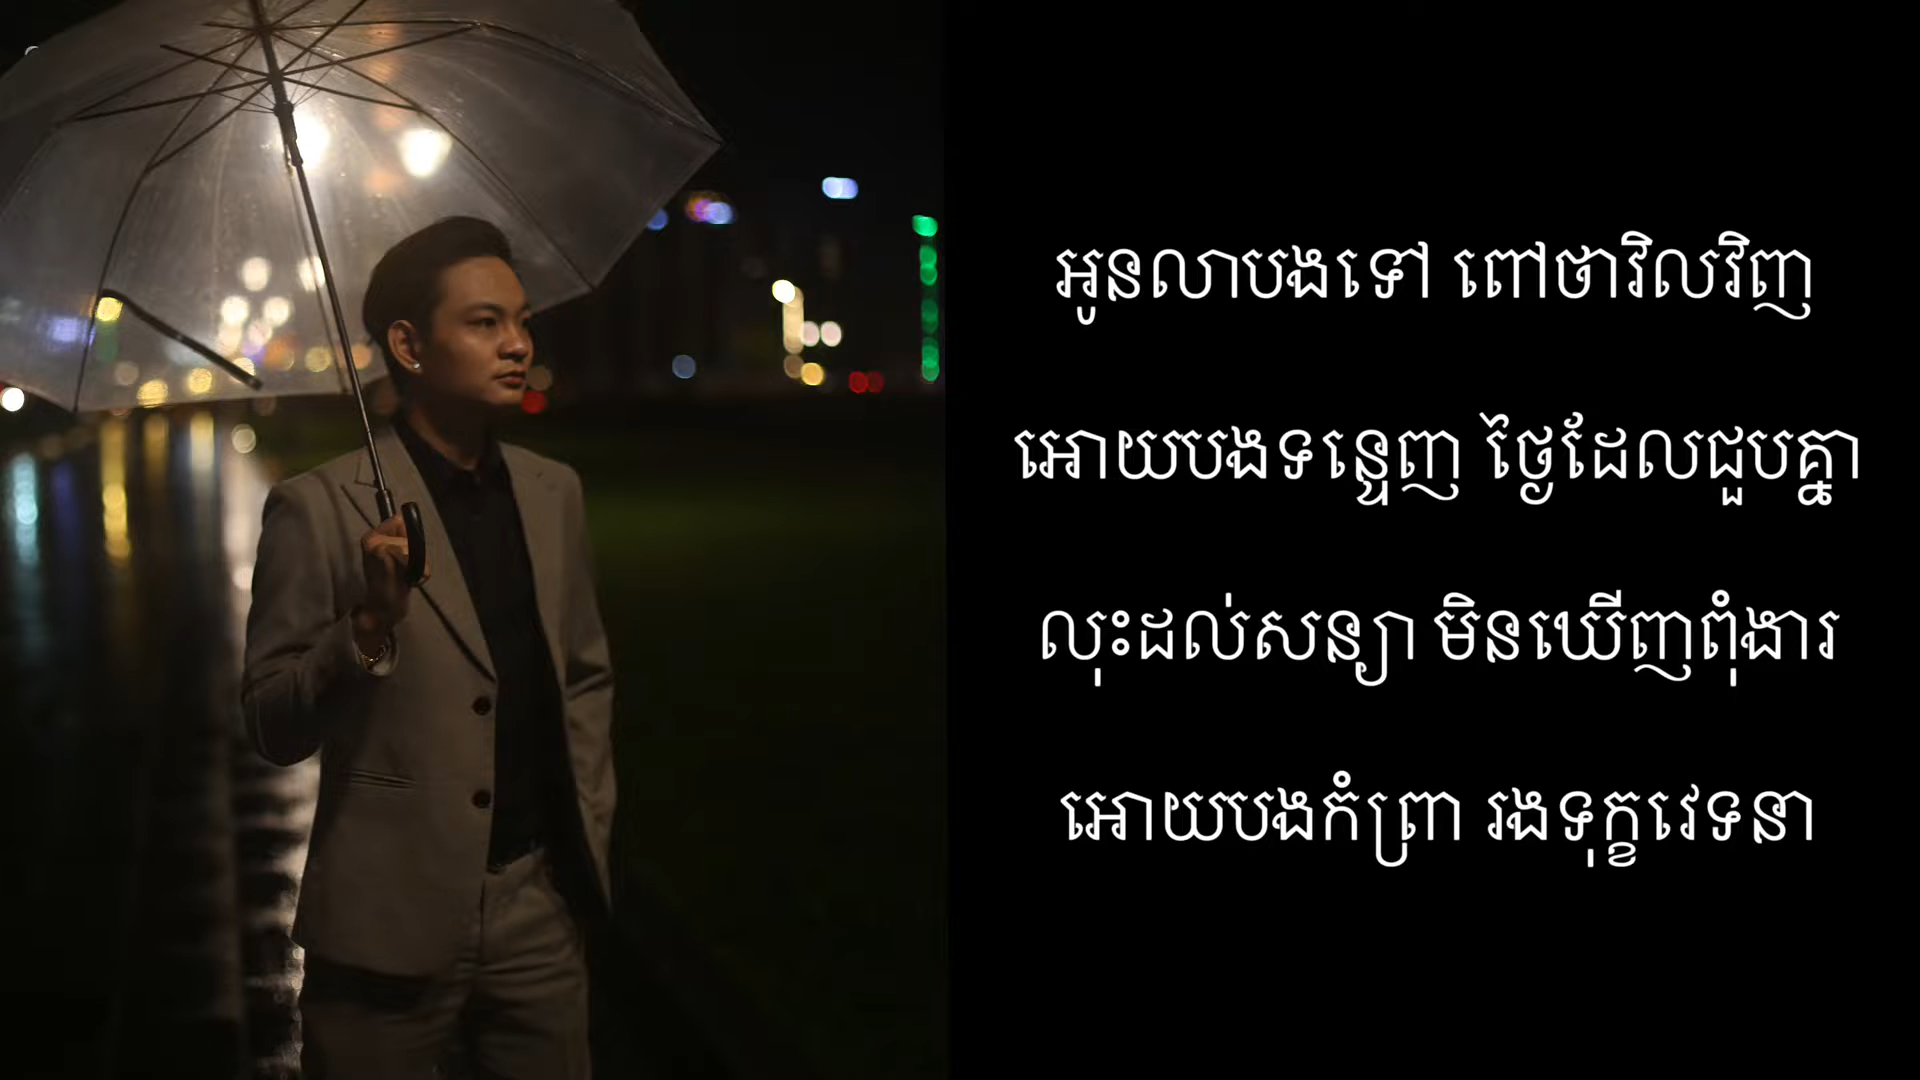 អូនលាបងទៅ ពៅថាវិលវិញ
អោយបងទន្ទេញ ថ្ងៃដែលជួបគ្នា
លុះដល់សន្យា មិនឃើញពុំងារ
អោយបងកំព្រា រងទុក្ខវេទនា